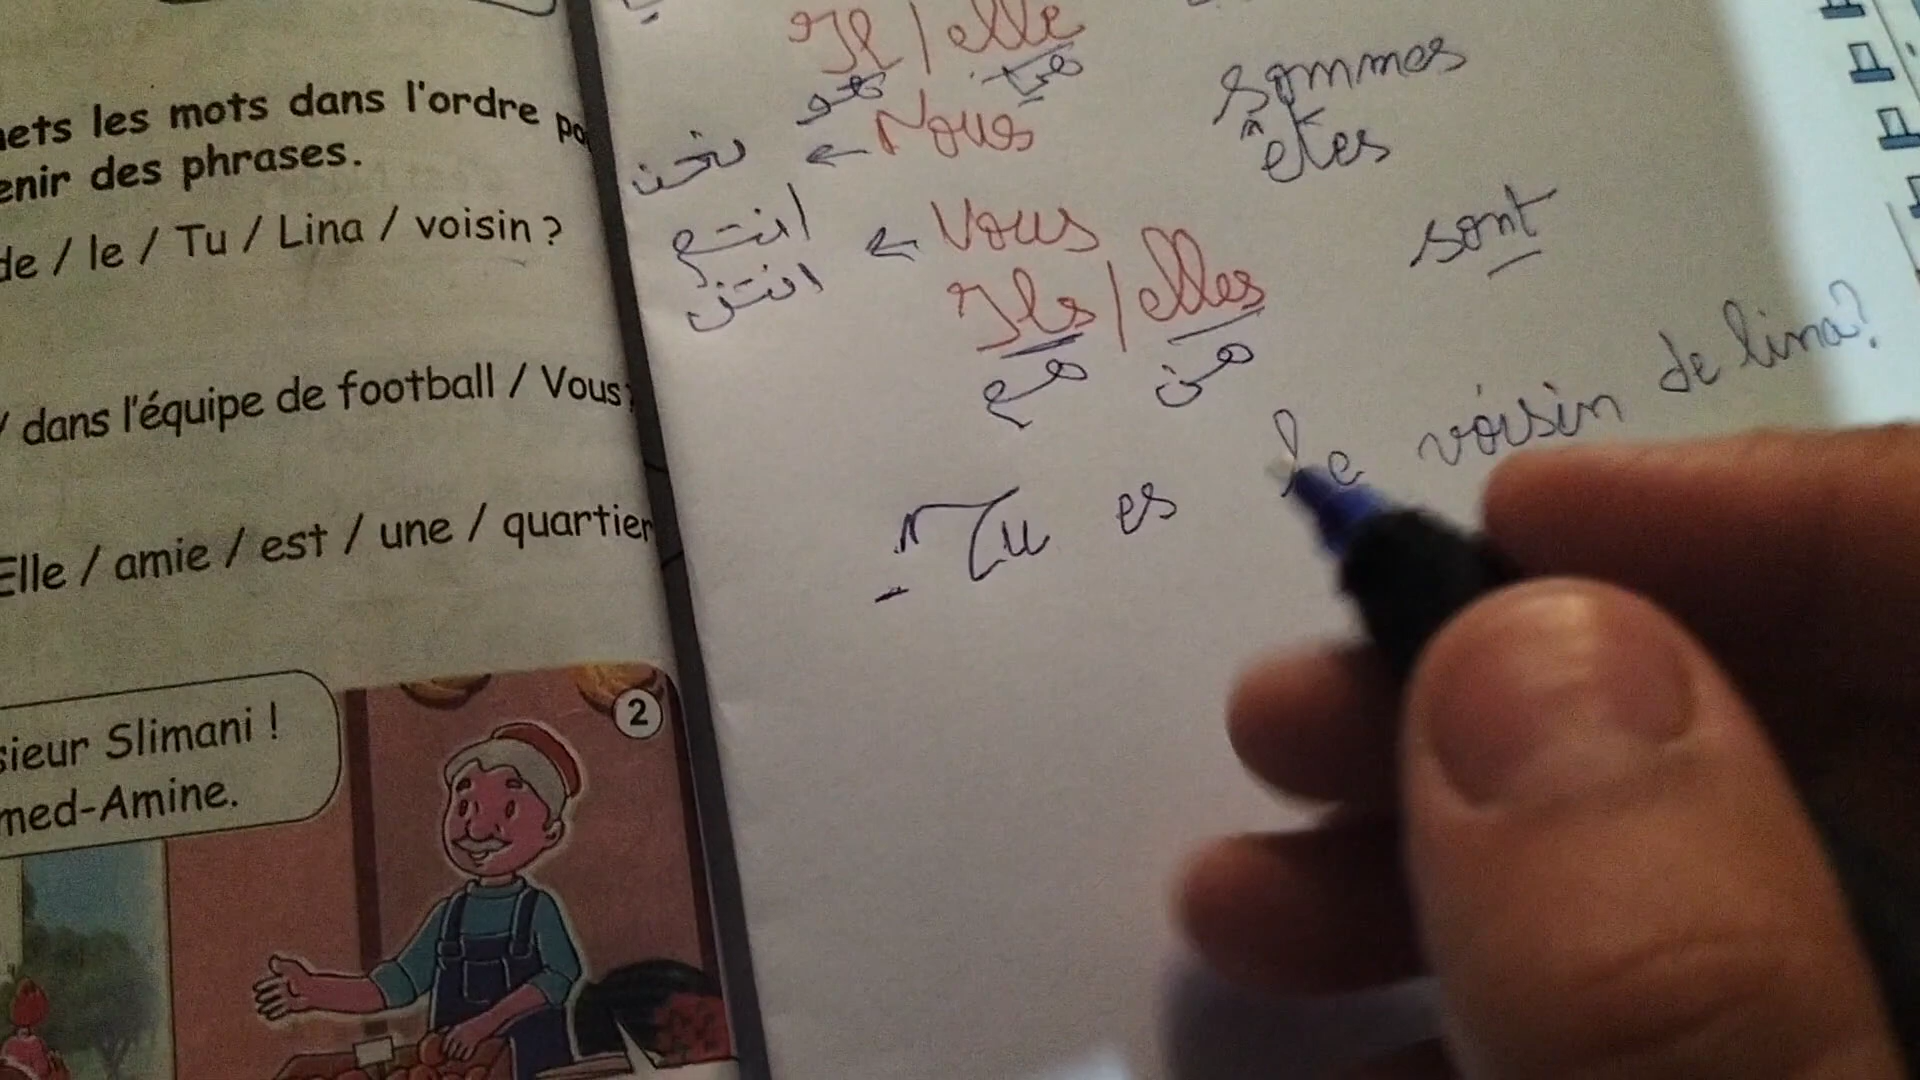 mets les mots dans l'ordre po
enir des phrases.
de / le / Tu / Lina / voisin ?
/ dans l'équipe de football / Vous
Elle / amie / est / une / quartier
sieur Slimani !
med-Amine.
2
Il / elle
هو هي
نحن ← Nous
sommes
êtes
انتم ← Vous
انتن
sont
Ils / elles
هم هن
- Tu es le voisin de lina?